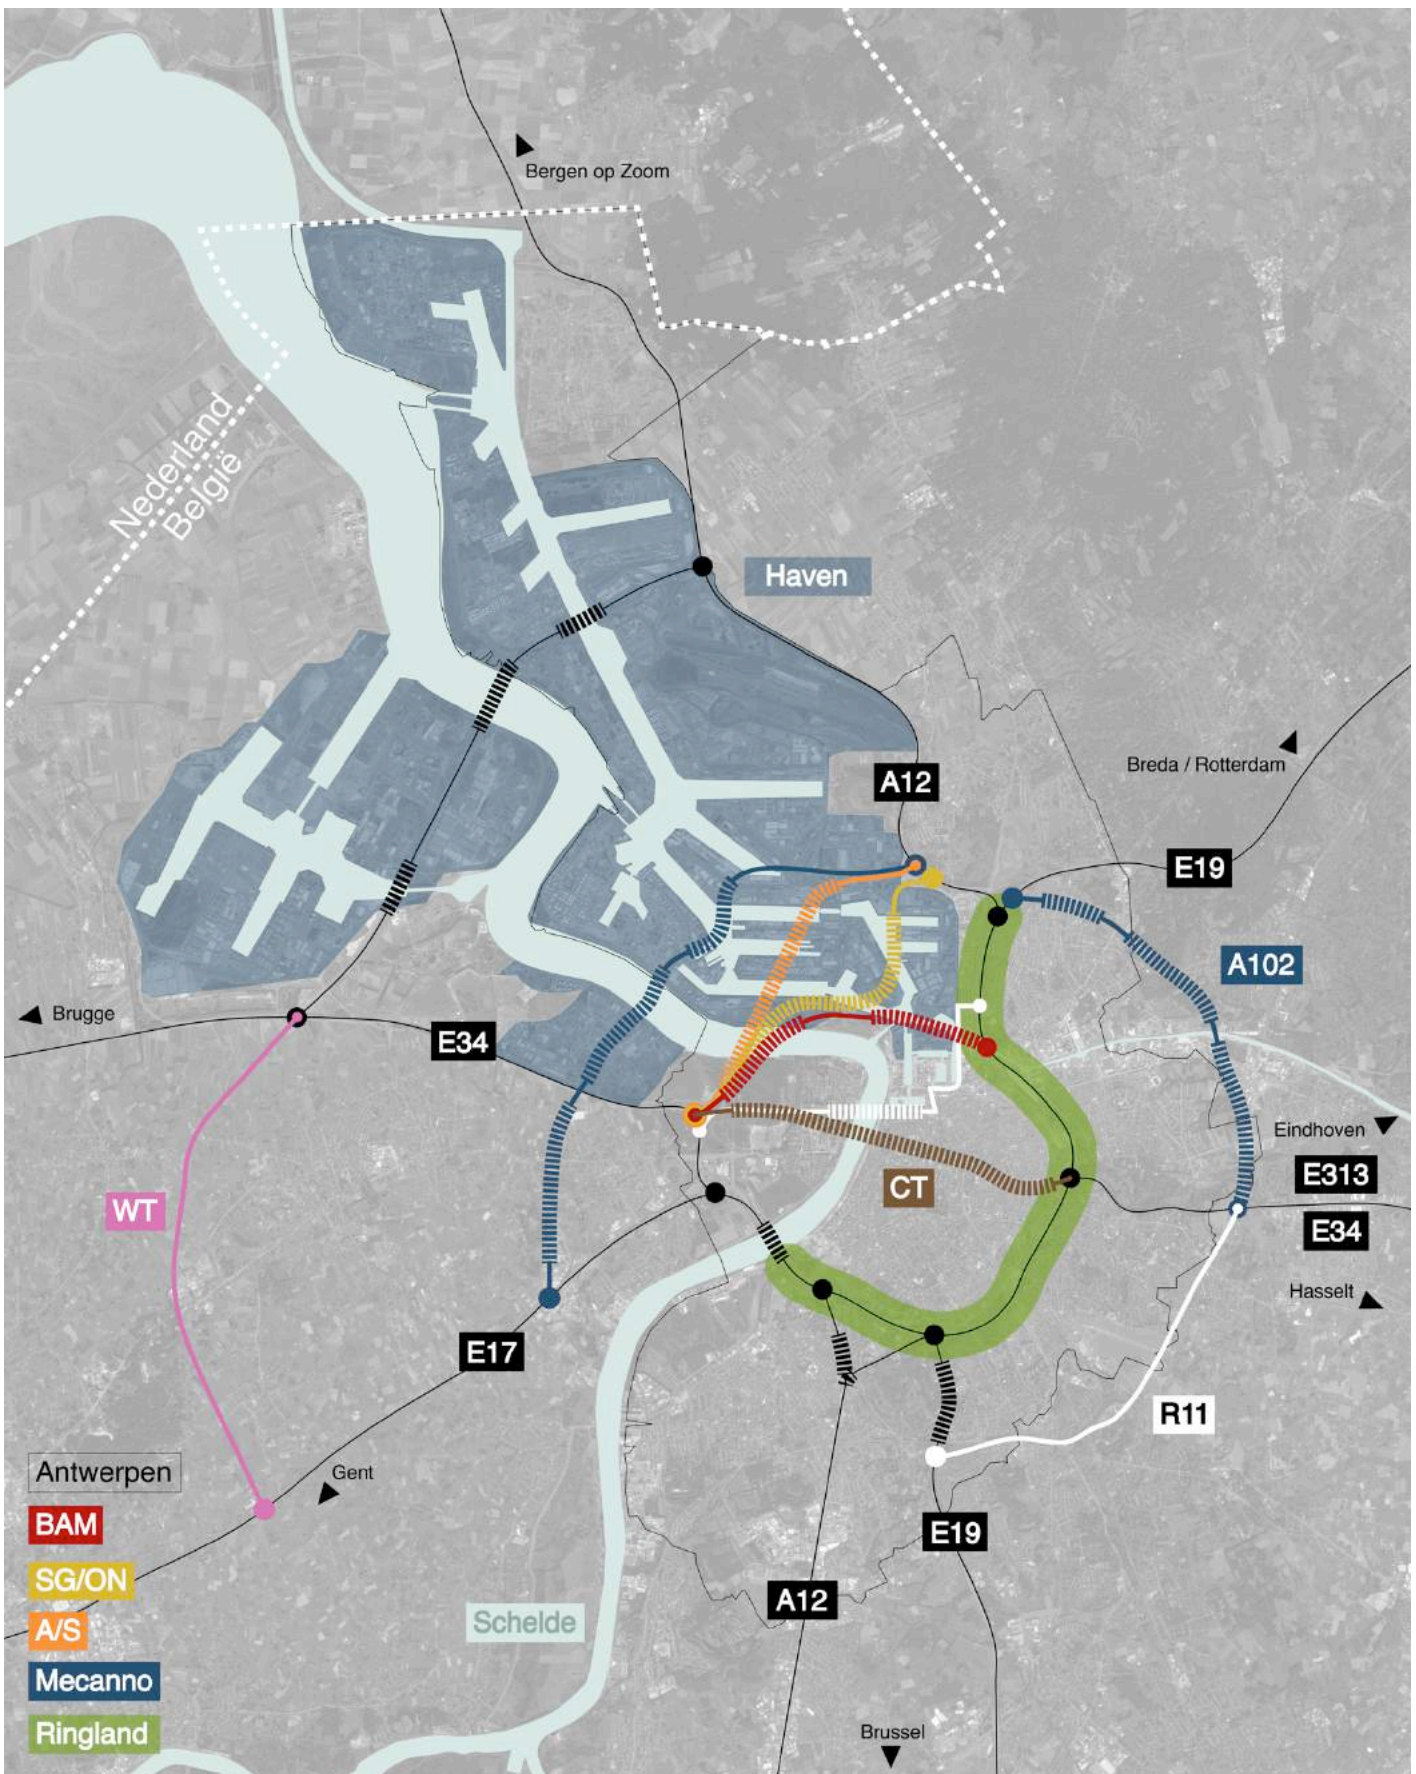 Bergen op Zoom
Nederland
België
Haven
A12
Breda / Rotterdam
E19
A102
Brugge
E34
Eindhoven
E313
WT
CT
E34
Hasselt
E17
R11
Antwerpen
Gent
BAM
E19
SG/ON
A12
A/S
Schelde
Mecanno
Ringland
Brussel